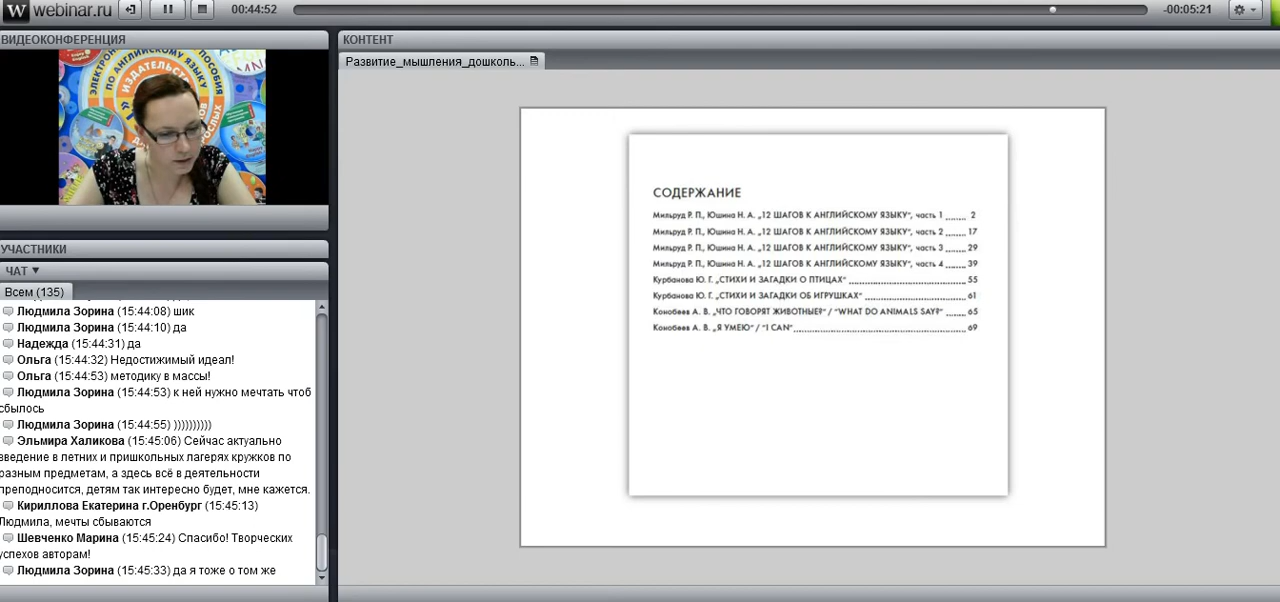 webinar.ru
00:44:52
-00:05:21
ВИДЕОКОНФЕРЕНЦИЯ
ЭЛЕКТРОН
ПО АНГЛИЙСКОМУ ЯЗЫКУ
ПОСОБИЯ
ИЗДАТЕЛЬСТВ
УЧАСТНИКИ
ЧАТ
Всем (135)
Людмила Зорина (15:44:08) шик
Людмила Зорина (15:44:10) да
Надежда (15:44:31) да
Ольга (15:44:32) Недостижимый идеал!
Ольга (15:44:53) методику в массы!
Людмила Зорина (15:44:53) к ней нужно мечтать чтоб
сбылось
Людмила Зорина (15:44:55) ))))))))))
Эльмира Халикова (15:45:06) Сейчас актуально
введение в летних и пришкольных лагерях кружков по
разным предметам, а здесь всё в деятельности
преподносится, детям так интересно будет, мне кажется.
Кириллова Екатерина г.Оренбург (15:45:13)
Людмила, мечты сбываются
Шевченко Марина (15:45:24) Спасибо! Творческих
успехов авторам!
Людмила Зорина (15:45:33) да я тоже о том же
КОНТЕНТ
Развитие_мышления_дошколь...
СОДЕРЖАНИЕ
Мильруд Р. П., Юшина Н. А. „12 ШАГОВ К АНГЛИЙСКОМУ ЯЗЫКУ“, часть 1 ....... 2
Мильруд Р. П., Юшина Н. А. „12 ШАГОВ К АНГЛИЙСКОМУ ЯЗЫКУ“, часть 2 ....... 17
Мильруд Р. П., Юшина Н. А. „12 ШАГОВ К АНГЛИЙСКОМУ ЯЗЫКУ“, часть 3 ....... 29
Мильруд Р. П., Юшина Н. А. „12 ШАГОВ К АНГЛИЙСКОМУ ЯЗЫКУ“, часть 4 ....... 39
Курбанова Ю. Г. „СТИХИ И ЗАГАДКИ О ПТИЦАХ“ ....... 55
Курбанова Ю. Г. „СТИХИ И ЗАГАДКИ ОБ ИГРУШКАХ“ ....... 61
Конобеев А. В. „ЧТО ГОВОРЯТ ЖИВОТНЫЕ?“ / “WHAT DO ANIMALS SAY?” ....... 65
Конобеев А. В. „Я УМЕЮ“ / “I CAN” ....... 69